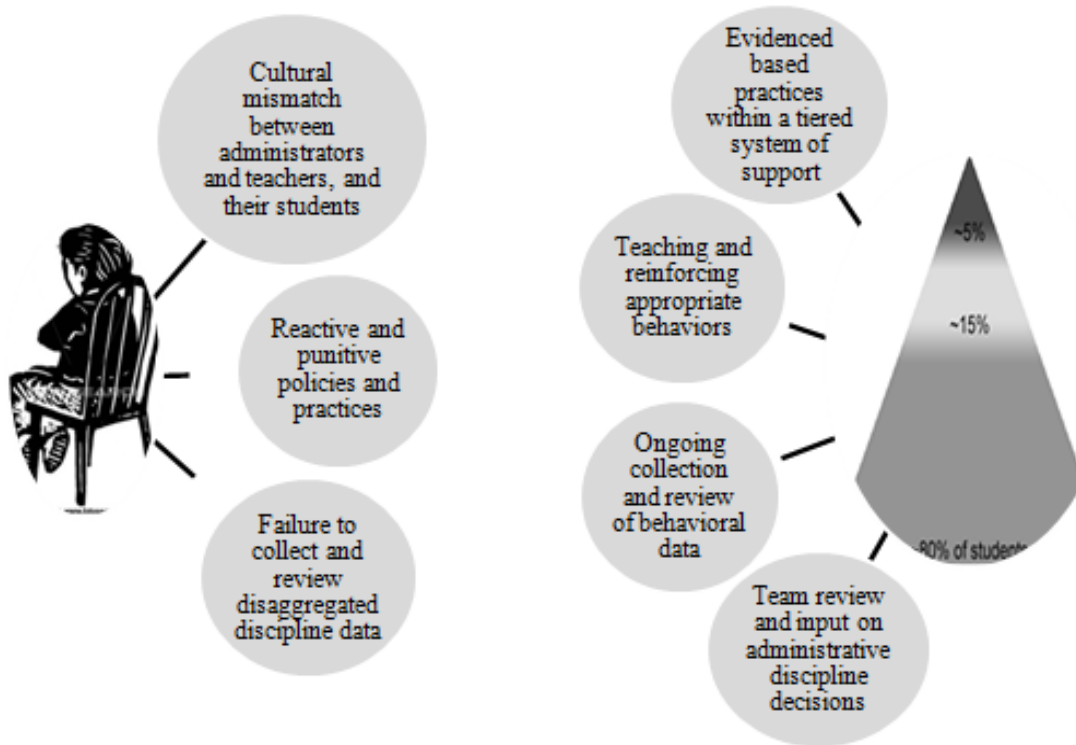 Cultural
mismatch
between
administrators
and teachers, and
their students
Reactive and
punitive
policies and
practices
Failure to
collect and
review
disaggregated
discipline data
Evidenced
based
practices
within a tiered
system of
support
Teaching and
reinforcing
appropriate
behaviors
Ongoing
collection
and review
of behavioral
data
Team review
and input on
administrative
discipline
decisions
~5%
~15%
80% of students